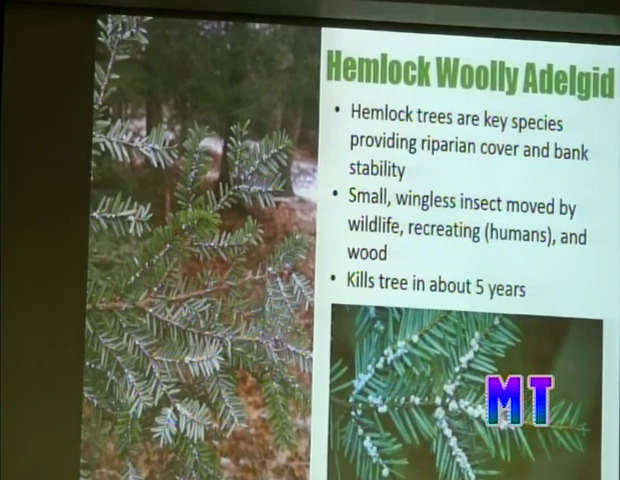 Hemlock Woolly Adelgid
• Hemlock trees are key species
providing riparian cover and bank
stability
• Small, wingless insect moved by
wildlife, recreating (humans), and
wood
• Kills tree in about 5 years
MT